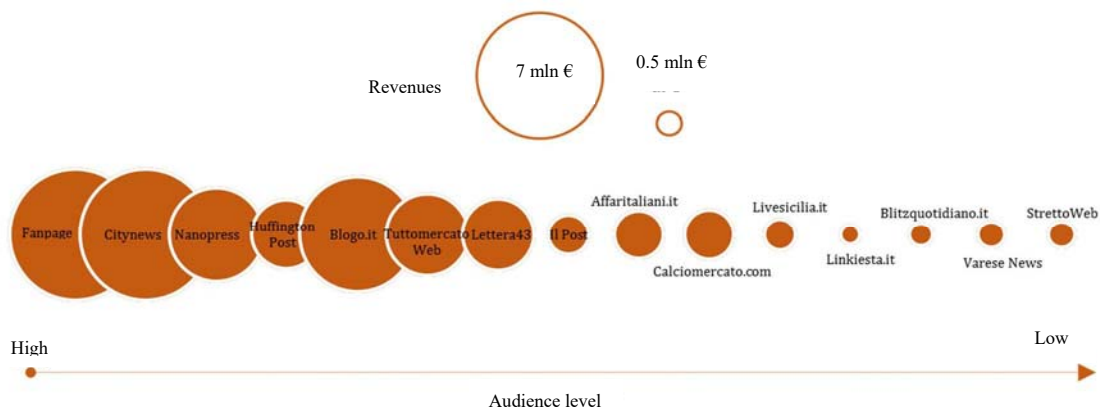 7 mln €
0.5 mln €
Revenues
Affaritaliani.it
Livesicilia.it
Blitzquotidiano.it
StrettoWeb
Fanpage
Citynews
Nanopress
Huffington
Post
Blogo.it
Tuttomercato
Web
Lettera43
Il Post
Calciomercato.com
Linkiesta.it
Varese News
High
Low
Audience level